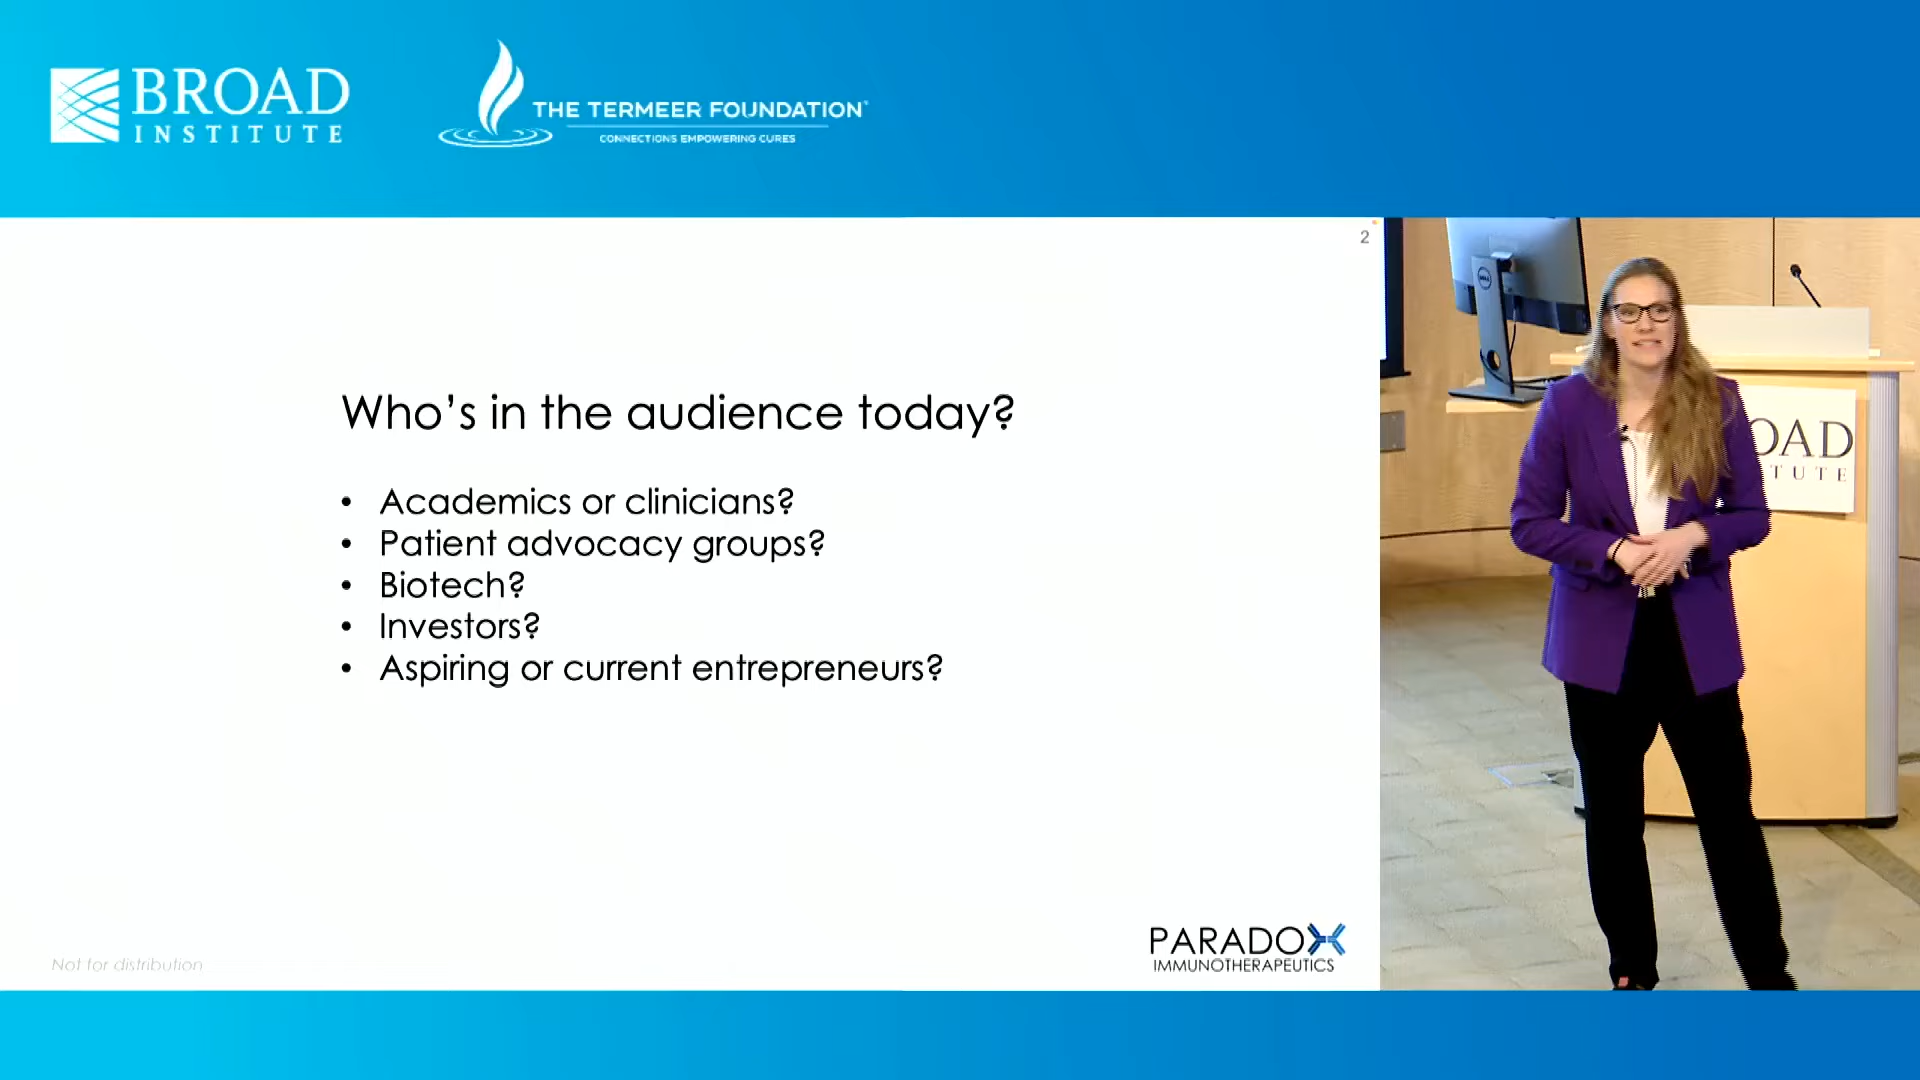 BROAD
INSTITUTE
THE TERMEER FOUNDATION
CONNECTIONS EMPOWERING CURES
2
Who's in the audience today?
• Academics or clinicians?
• Patient advocacy groups?
• Biotech?
• Investors?
• Aspiring or current entrepreneurs?
Not for distribution
PARADOX
IMMUNOTHERAPEUTICS
DELL
OAD
TUTE